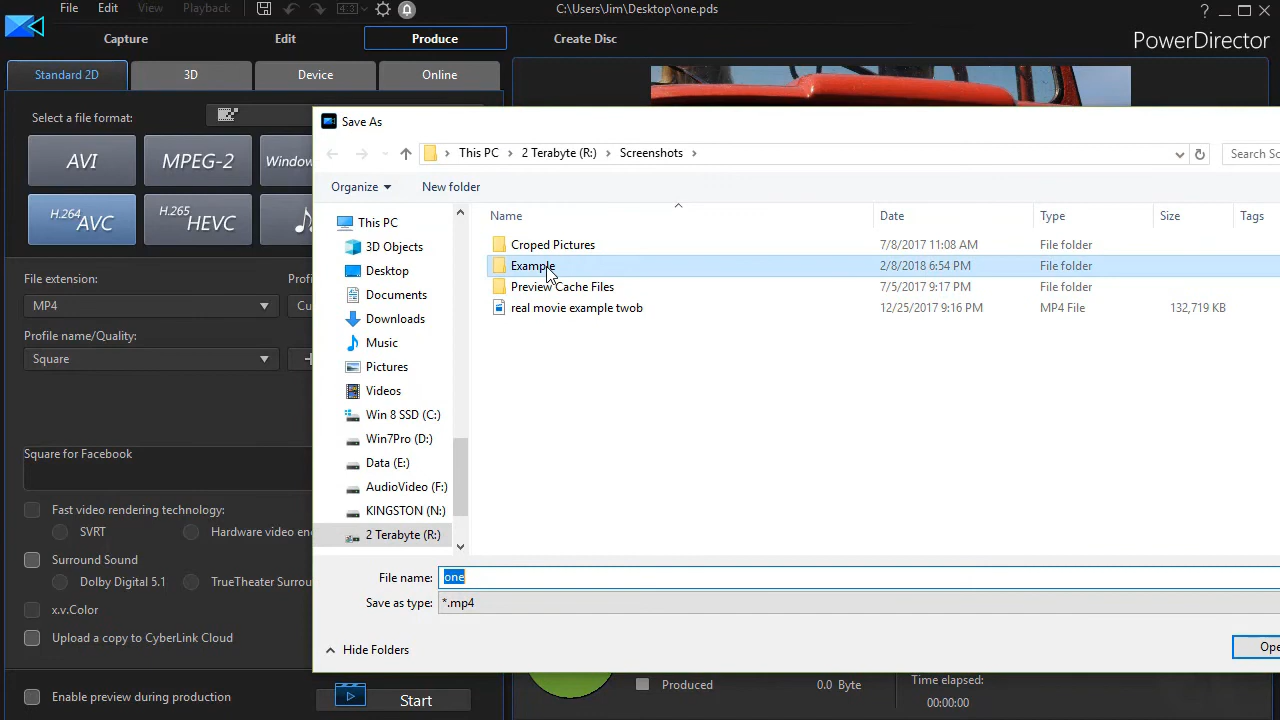 File Edit View Playback 4:3 C:\Users\Jim\Desktop\one.pds
Capture Edit Produce Create Disc PowerDirector
Standard 2D 3D Device Online
Select a file format:
AVI MPEG-2 Window
H.264 AVC H.265 HEVC
File extension: Profi
MP4 Cu
Profile name/Quality:
Square
Square for Facebook
Fast video rendering technology:
SVRT Hardware video en
Surround Sound
Dolby Digital 5.1 TrueTheater Surrou
x.v.Color
Upload a copy to CyberLink Cloud
Enable preview during production
Start
Save As
This PC 2 Terabyte (R:) Screenshots Search Sc
Organize New folder
This PC
3D Objects
Desktop
Documents
Downloads
Music
Pictures
Videos
Win 8 SSD (C:)
Win7Pro (D:)
Data (E:)
AudioVideo (F:)
KINGSTON (N:)
2 Terabyte (R:)
Name Date Type Size Tags
Croped Pictures 7/8/2017 11:08 AM File folder
Example 2/8/2018 6:54 PM File folder
Preview Cache Files 7/5/2017 9:17 PM File folder
real movie example twob 12/25/2017 9:16 PM MP4 File 132,719 KB
File name: one
Save as type: *.mp4
Hide Folders Ope
Produced 0.0 Byte Time elapsed:
00:00:00